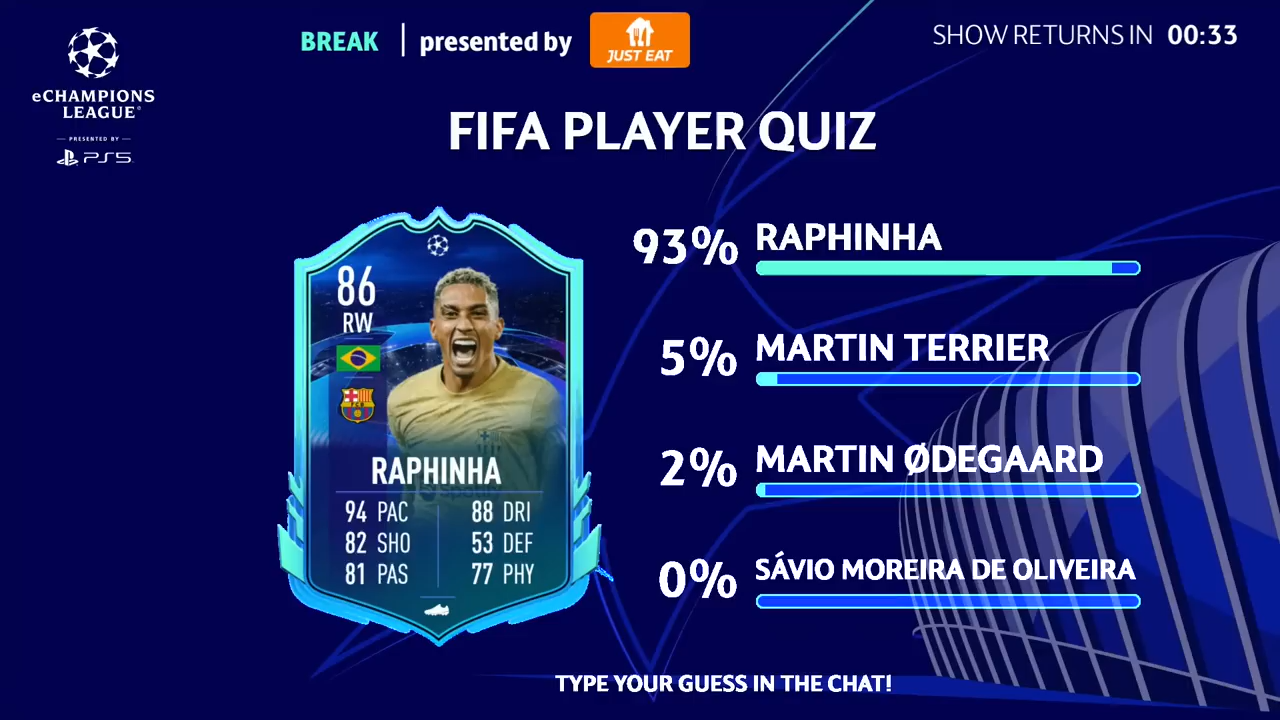 BREAK | presented by JUST EAT
SHOW RETURNS IN 00:33
eCHAMPIONS
LEAGUE®
PRESENTED BY
PS5
FIFA PLAYER QUIZ
86
RW
RAPHINHA
94 PAC 88 DRI
82 SHO 53 DEF
81 PAS 77 PHY
93% RAPHINHA
5% MARTIN TERRIER
2% MARTIN ØDEGAARD
0% SÁVIO MOREIRA DE OLIVEIRA
TYPE YOUR GUESS IN THE CHAT!